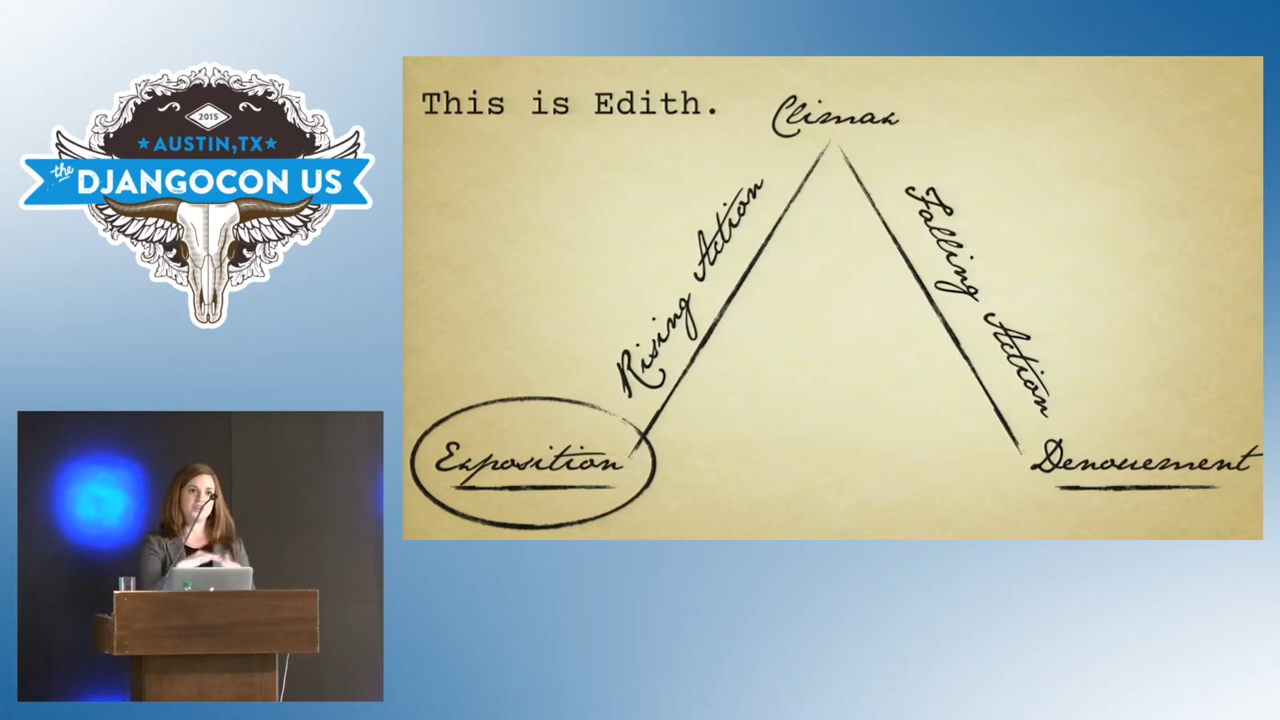 2015
AUSTIN, TX
the
DJANGOCON US
This is Edith.
Climax
Rising Action
Falling Action
Exposition
Denouement